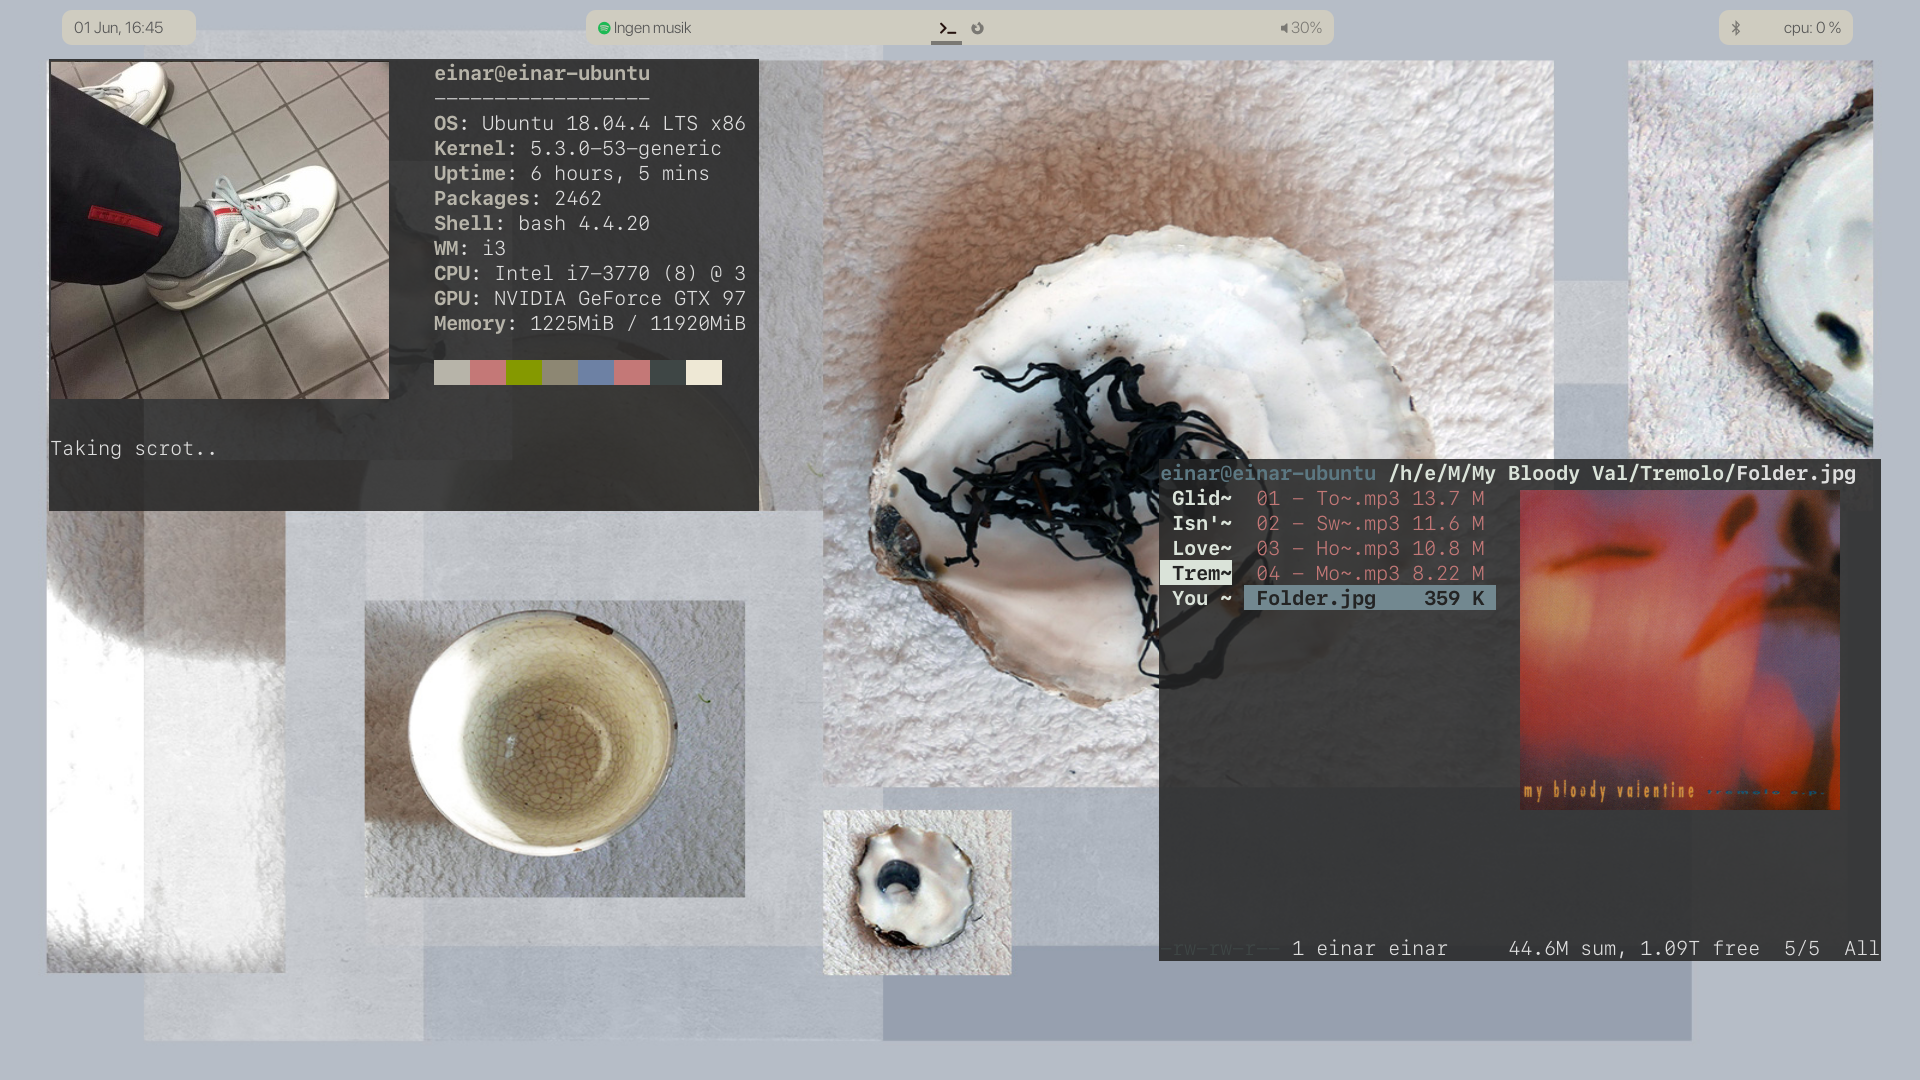 01 Jun, 16:45
Ingen musik
30%
cpu: 0 %
einar@einar-ubuntu
------------------
OS: Ubuntu 18.04.4 LTS x86
Kernel: 5.3.0-53-generic
Uptime: 6 hours, 5 mins
Packages: 2462
Shell: bash 4.4.20
WM: i3
CPU: Intel i7-3770 (8) @ 3
GPU: NVIDIA GeForce GTX 97
Memory: 1225MiB / 11920MiB
Taking scrot..
einar@einar-ubuntu /h/e/M/My Bloody Val/Tremolo/Folder.jpg
Glid~ 01 - To~.mp3 13.7 M
Isn'~ 02 - Sw~.mp3 11.6 M
Love~ 03 - Ho~.mp3 10.8 M
Trem~ 04 - Mo~.mp3 8.22 M
You ~ Folder.jpg 359 K
my bloody valentine
-rw-rw-r-- 1 einar einar 44.6M sum, 1.09T free 5/5 All